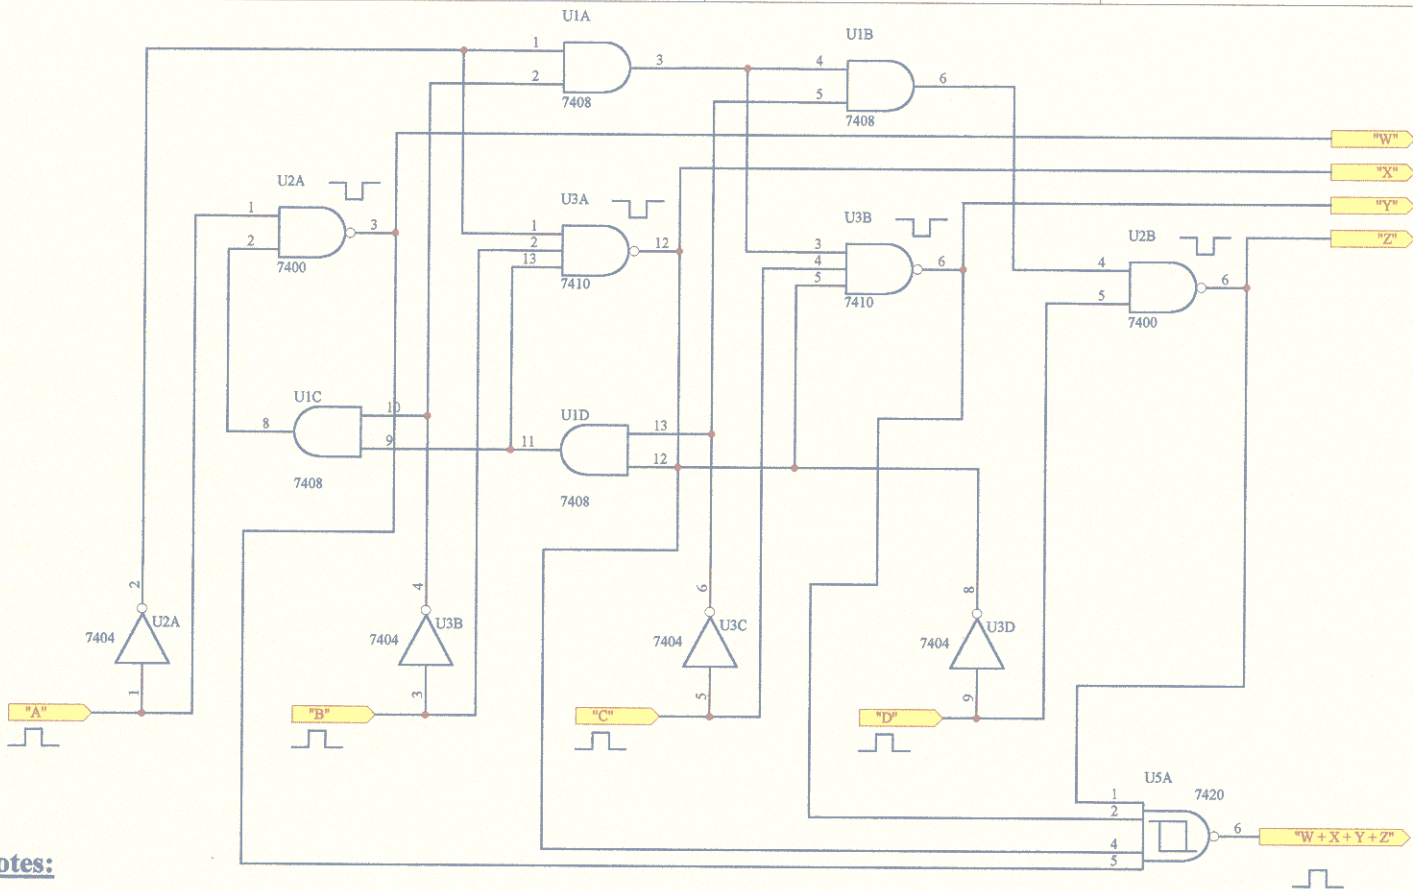 U1A
U1B
1
2
3
4
5
6
7408
7408
"W"
"X"
"Y"
"Z"
U2A
U3A
U3B
U2B
1
2
3
7400
1
2
13
12
7410
3
4
5
6
7410
4
5
6
7400
U1C
U1D
10
9
8
7408
13
12
11
7408
2
7404
U2A
1
4
7404
U3B
3
6
7404
U3C
5
8
7404
U3D
9
"A"
"B"
"C"
"D"
U5A
7420
1
2
4
5
6
"W + X + Y + Z"
otes: